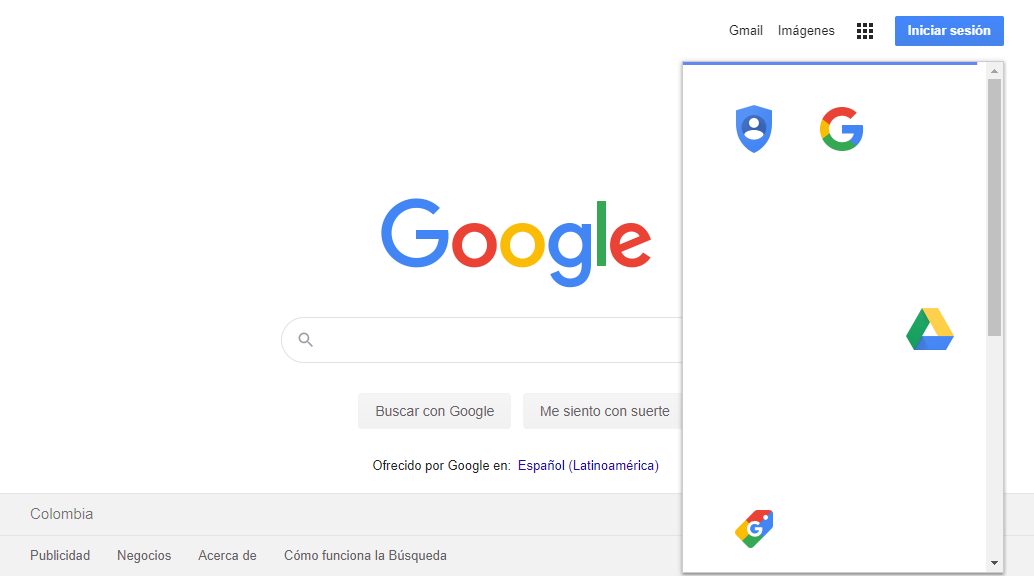 Gmail Imágenes Iniciar sesión
Google
Buscar con Google Me siento con suerte
Ofrecido por Google en: Español (Latinoamérica)
Colombia
Publicidad Negocios Acerca de Cómo funciona la Búsqueda